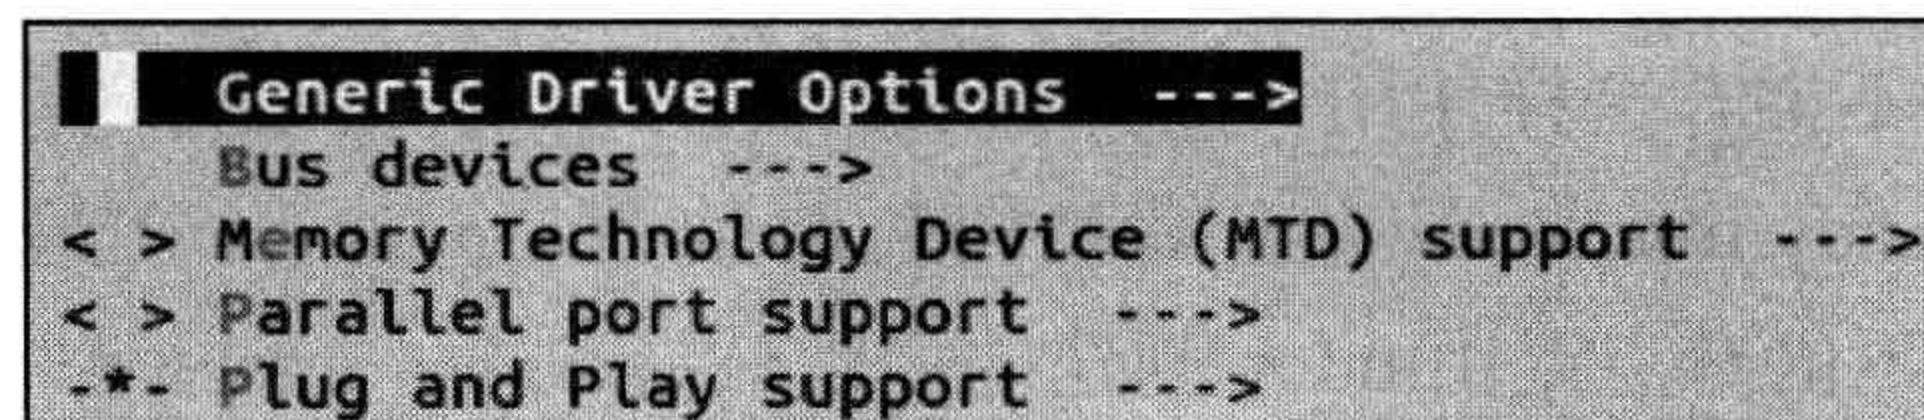 Generic Driver Options --->
Bus devices --->
< > Memory Technology Device (MTD) support --->
< > Parallel port support --->
-*- Plug and Play support --->